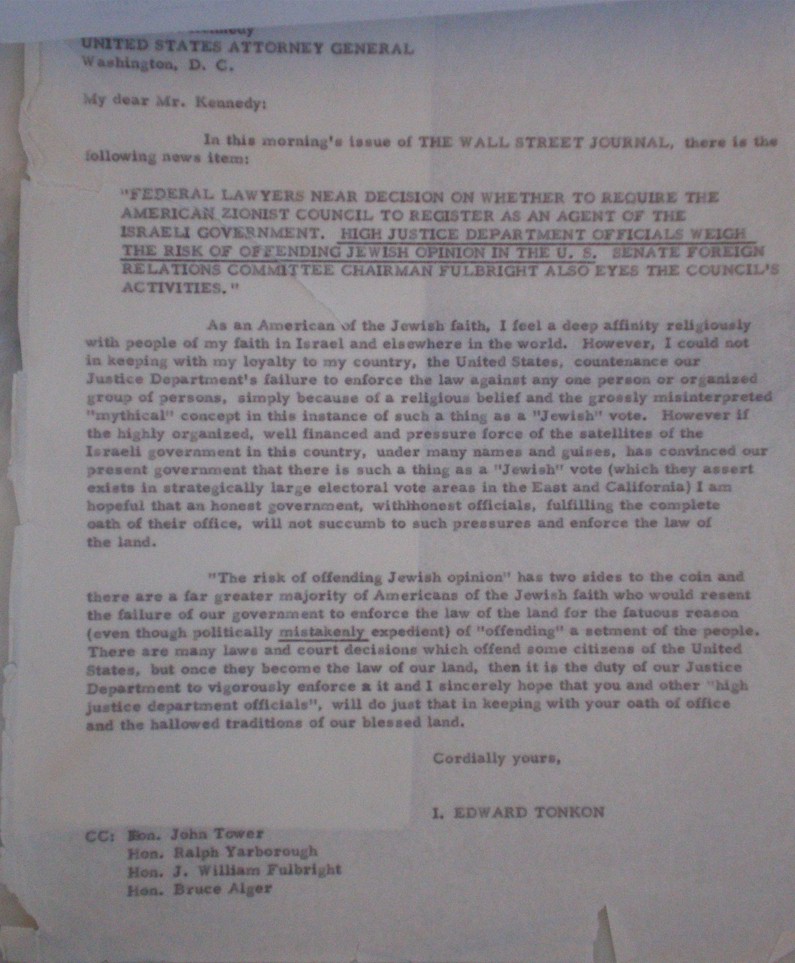 Kennedy
UNITED STATES ATTORNEY GENERAL
Washington, D. C.
My dear Mr. Kennedy:
In this morning's issue of THE WALL STREET JOURNAL, there is the
following news item:
"FEDERAL LAWYERS NEAR DECISION ON WHETHER TO REQUIRE THE
AMERICAN ZIONIST COUNCIL TO REGISTER AS AN AGENT OF THE
ISRAELI GOVERNMENT. HIGH JUSTICE DEPARTMENT OFFICIALS WEIGH
THE RISK OF OFFENDING JEWISH OPINION IN THE U. S. SENATE FOREIGN
RELATIONS COMMITTEE CHAIRMAN FULBRIGHT ALSO EYES THE COUNCIL'S
ACTIVITIES."
As an American of the Jewish faith, I feel a deep affinity religiously
with people of my faith in Israel and elsewhere in the world. However, I could not
in keeping with my loyalty to my country, the United States, countenance our
Justice Department's failure to enforce the law against any one person or organized
group of persons, simply because of a religious belief and the grossly misinterpreted
"mythical" concept in this instance of such a thing as a "Jewish" vote. However if
the highly organized, well financed and pressure force of the satellites of the
Israeli government in this country, under many names and guises, has convinced our
present government that there is such a thing as a "Jewish" vote (which they assert
exists in strategically large electoral vote areas in the East and California) I am
hopeful that an honest government, with honest officials, fulfilling the complete
oath of their office, will not succumb to such pressures and enforce the law of
the land.
"The risk of offending Jewish opinion" has two sides to the coin and
there are a far greater majority of Americans of the Jewish faith who would resent
the failure of our government to enforce the law of the land for the fatuous reason
(even though politically mistakenly expedient) of "offending" a setment of the people.
There are many laws and court decisions which offend some citizens of the United
States, but once they become the law of our land, then it is the duty of our Justice
Department to vigorously enforce a it and I sincerely hope that you and other "high
justice department officials", will do just that in keeping with your oath of office
and the hallowed traditions of our blessed land.
Cordially yours,
I. EDWARD TONKON
CC: Hon. John Tower
Hon. Ralph Yarborough
Hon. J. William Fulbright
Hon. Bruce Alger